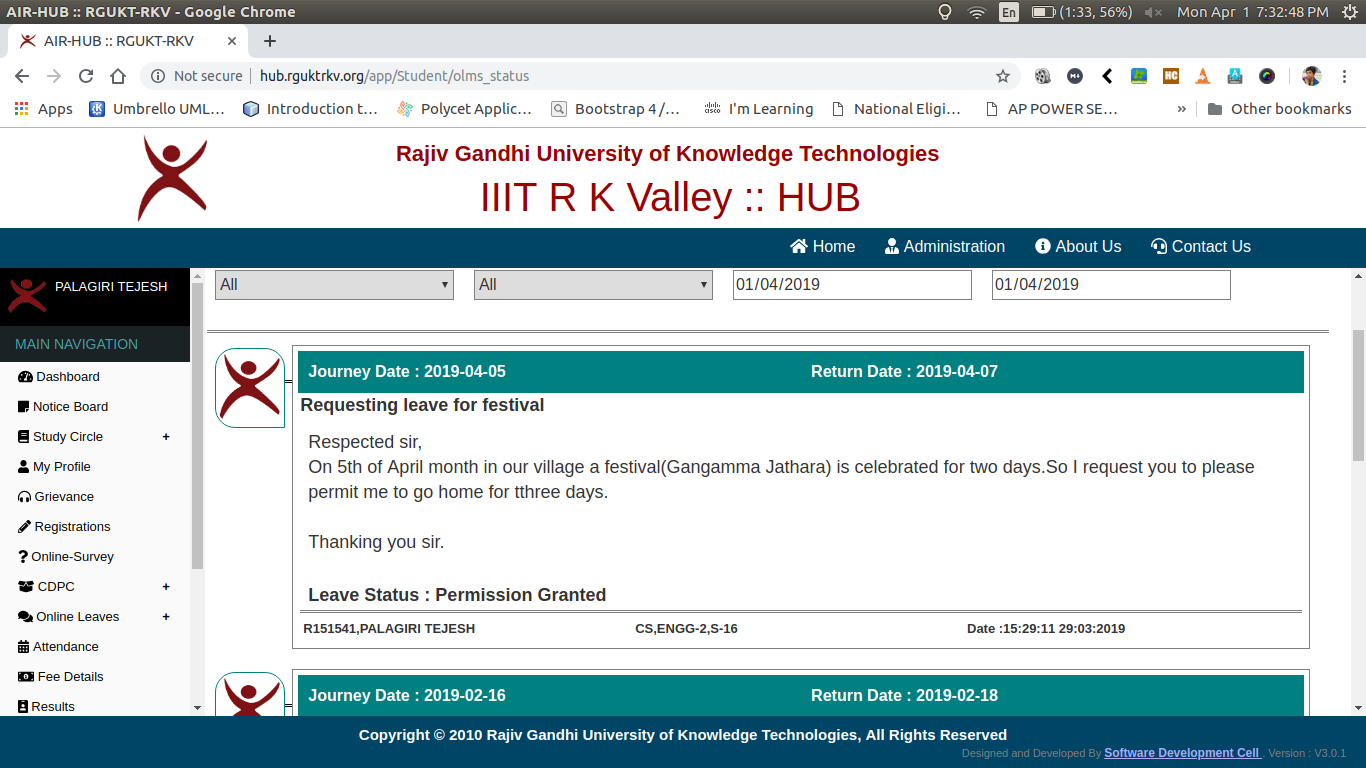 AIR-HUB :: RGUKT-RKV - Google Chrome
En
(1:33, 56%)
Mon Apr 1 7:32:48 PM
AIR-HUB :: RGUKT-RKV
Not secure
hub.rguktrkv.org/app/Student/olms_status
Apps
Umbrello UML...
Introduction t...
Polycet Applic...
Bootstrap 4 /...
I'm Learning
National Eligi...
AP POWER SE...
»
Other bookmarks
Rajiv Gandhi University of Knowledge Technologies
IIIT R K Valley :: HUB
Home
Administration
About Us
Contact Us
PALAGIRI TEJESH
MAIN NAVIGATION
Dashboard
Notice Board
Study Circle +
My Profile
Grievance
Registrations
Online-Survey
CDPC +
Online Leaves +
Attendance
Fee Details
Results
All
All
01/04/2019
01/04/2019
Journey Date : 2019-04-05
Return Date : 2019-04-07
Requesting leave for festival
Respected sir,
On 5th of April month in our village a festival(Gangamma Jathara) is celebrated for two days.So I request you to please
permit me to go home for tthree days.
Thanking you sir.
Leave Status : Permission Granted
R151541,PALAGIRI TEJESH
CS,ENGG-2,S-16
Date :15:29:11 29:03:2019
Journey Date : 2019-02-16
Return Date : 2019-02-18
Copyright © 2010 Rajiv Gandhi University of Knowledge Technologies, All Rights Reserved
Designed and Developed By Software Development Cell , Version : V3.0.1